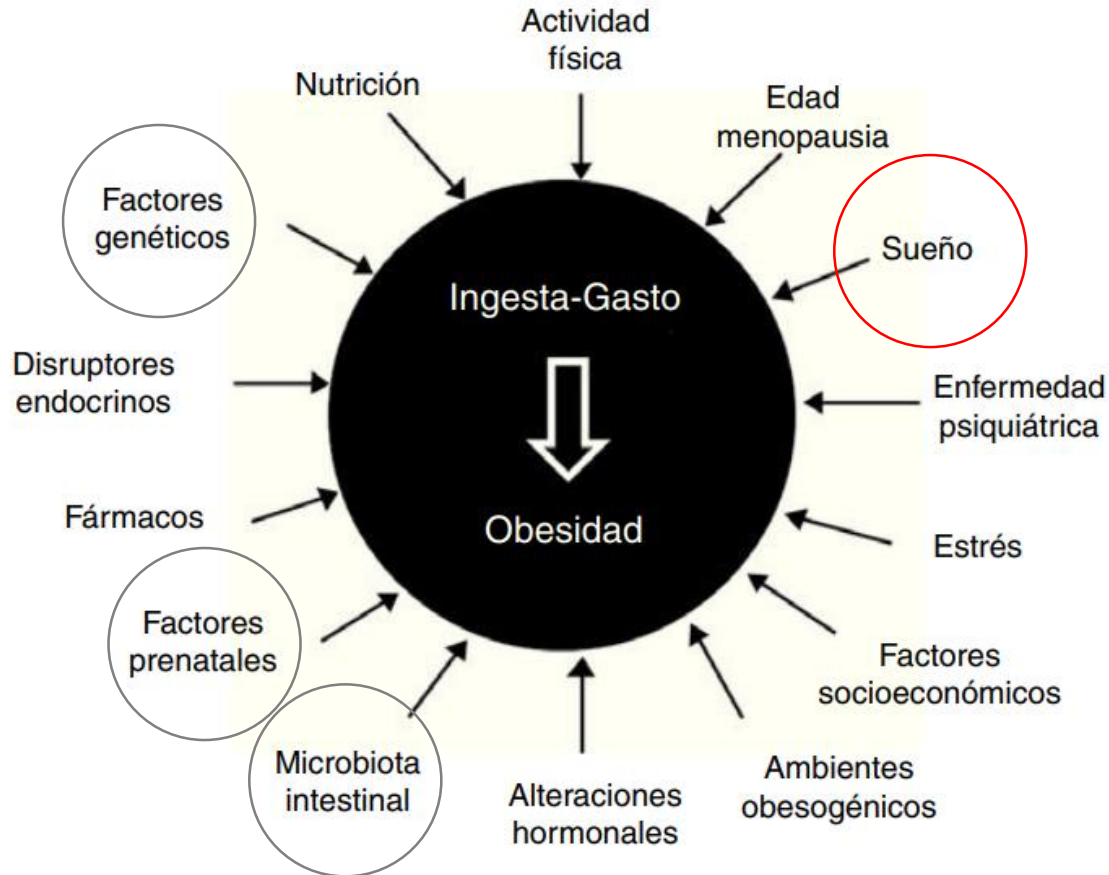 Actividad
física
Nutrición
Edad
menopausia
Factores
genéticos
Sueño
Ingesta-Gasto
Disruptores
endocrinos
Enfermedad
psiquiátrica
Fármacos
Obesidad
Estrés
Factores
prenatales
Factores
socioeconómicos
Microbiota
intestinal
Alteraciones
hormonales
Ambientes
obesogénicos